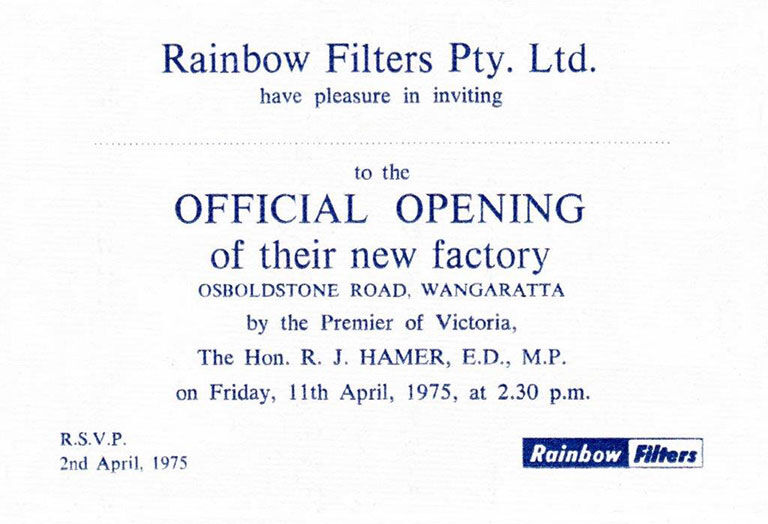 Rainbow Filters Pty. Ltd.
have pleasure in inviting
to the
OFFICIAL OPENING
of their new factory
OSBOLDSTONE ROAD, WANGARATTA
by the Premier of Victoria,
The Hon. R. J. HAMER, E.D., M.P.
on Friday, 11th April, 1975, at 2.30 p.m.
R.S.V.P.
2nd April, 1975
Rainbow Filters